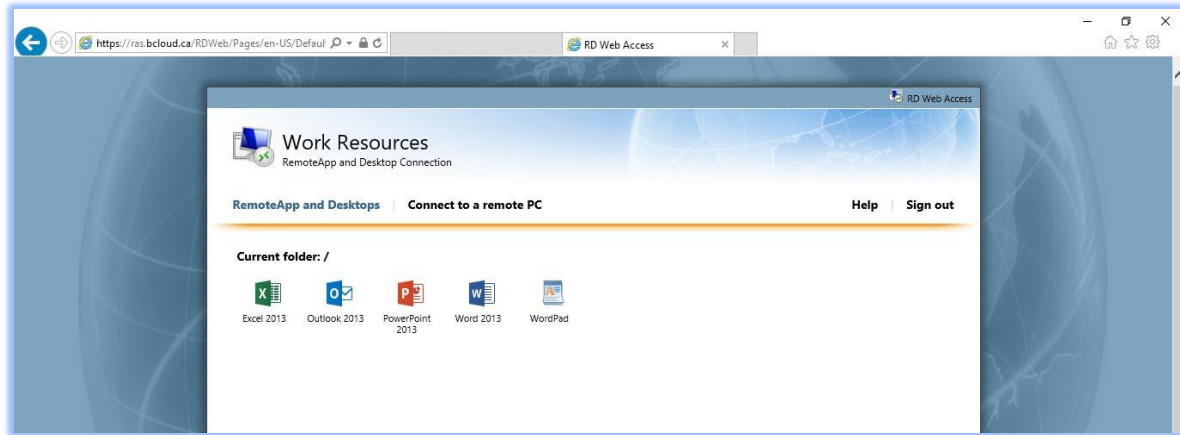 https://ras.bcloud.ca/RDWeb/Pages/en-US/Defaul
RD Web Access
RD Web Access
Work Resources
RemoteApp and Desktop Connection
RemoteApp and Desktops Connect to a remote PC Help Sign out
Current folder: /
Excel 2013 Outlook 2013 PowerPoint 2013 Word 2013 WordPad